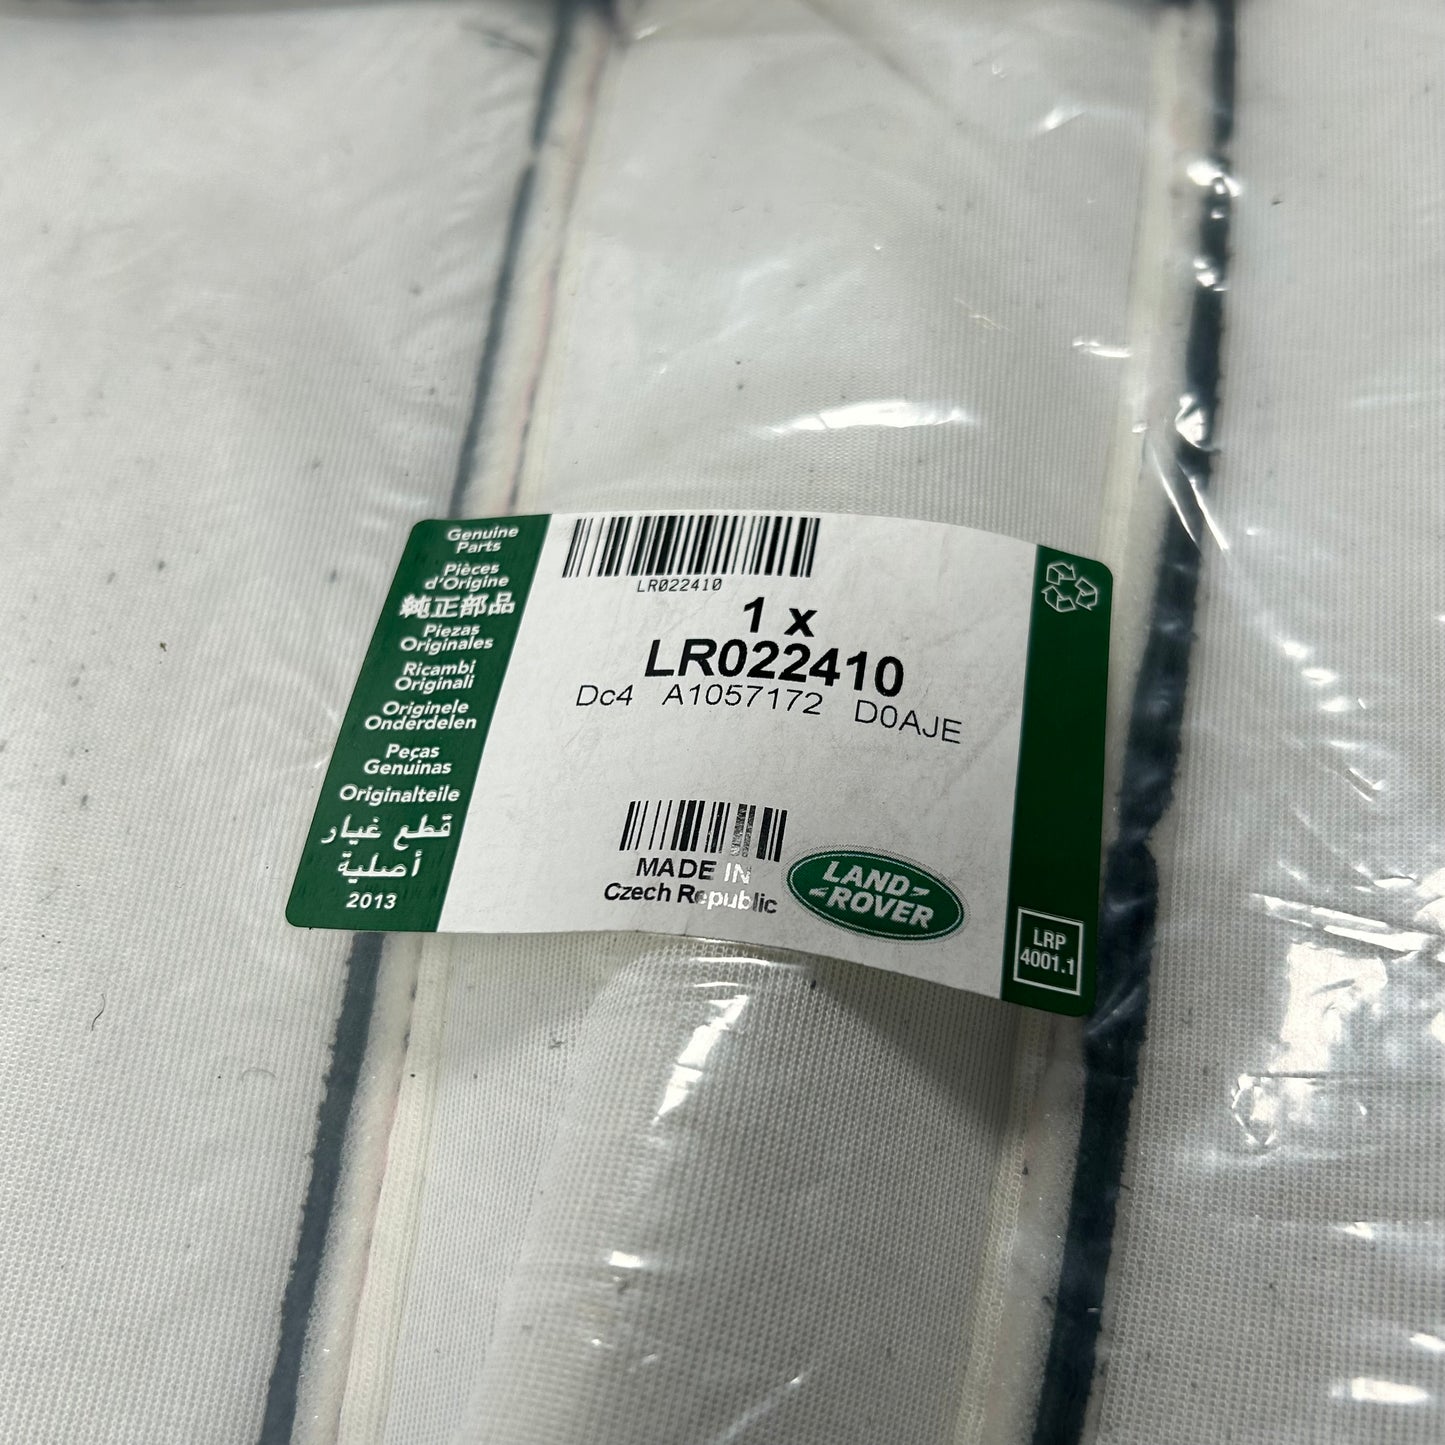 Genuine
Parts
Pièces
d'Origine
純正部品
Piezas
Originales
Ricambi
Originali
Originele
Onderdelen
Peças
Genuínas
Originalteile
قطع غيار
أصلية
2013
LR022410
1 x
LR022410
Dc4 A1057172 D0AJE
MADE IN
Czech Republic
LAND-
ROVER
LRP
4001.1